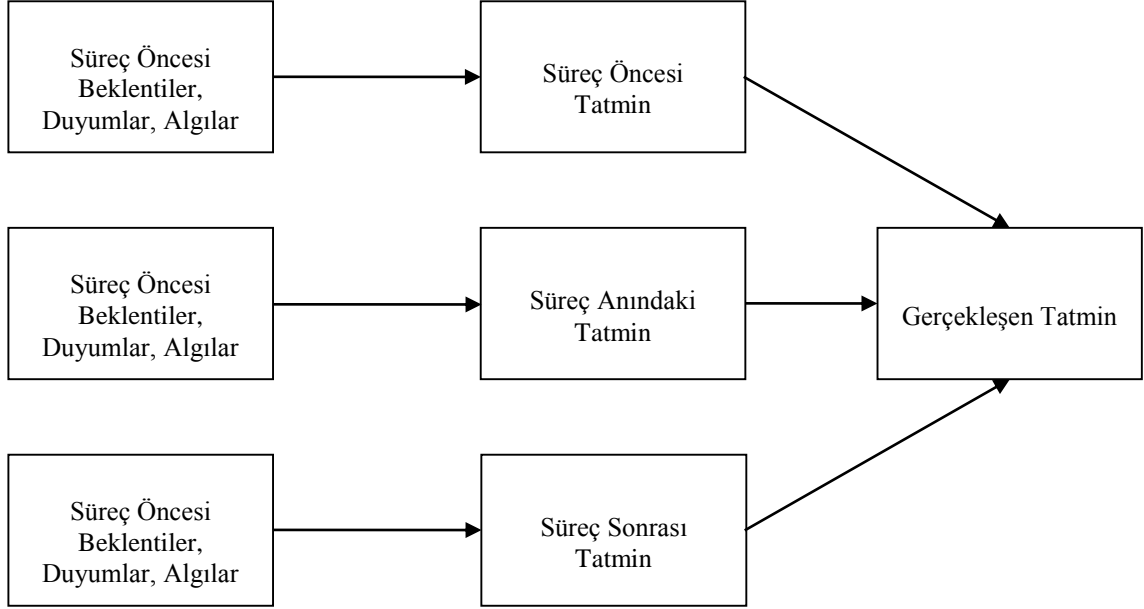 Süreç Öncesi
Beklentiler,
Duyumlar, Algılar
Süreç Öncesi
Tatmin
Süreç Öncesi
Beklentiler,
Duyumlar, Algılar
Süreç Anındaki
Tatmin
Gerçekleşen Tatmin
Süreç Öncesi
Beklentiler,
Duyumlar, Algılar
Süreç Sonrası
Tatmin